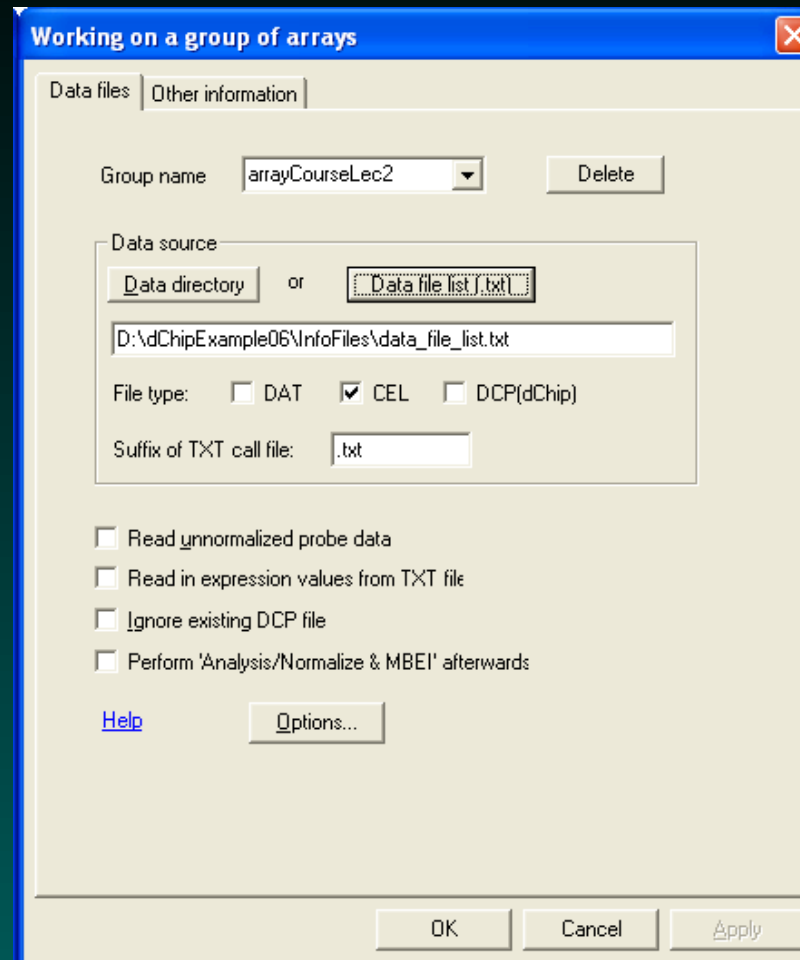 Working on a group of arrays
Data files Other information
Group name arrayCourseLec2 Delete
Data source
Data directory or Data file list (.txt)
D:\dChipExample06\InfoFiles\data_file_list.txt
File type: DAT CEL DCP(dChip)
Suffix of TXT call file: .txt
Read unnormalized probe data
Read in expression values from TXT file
Ignore existing DCP file
Perform 'Analysis/Normalize & MBEI' afterwards
Help Options...
OK Cancel Apply